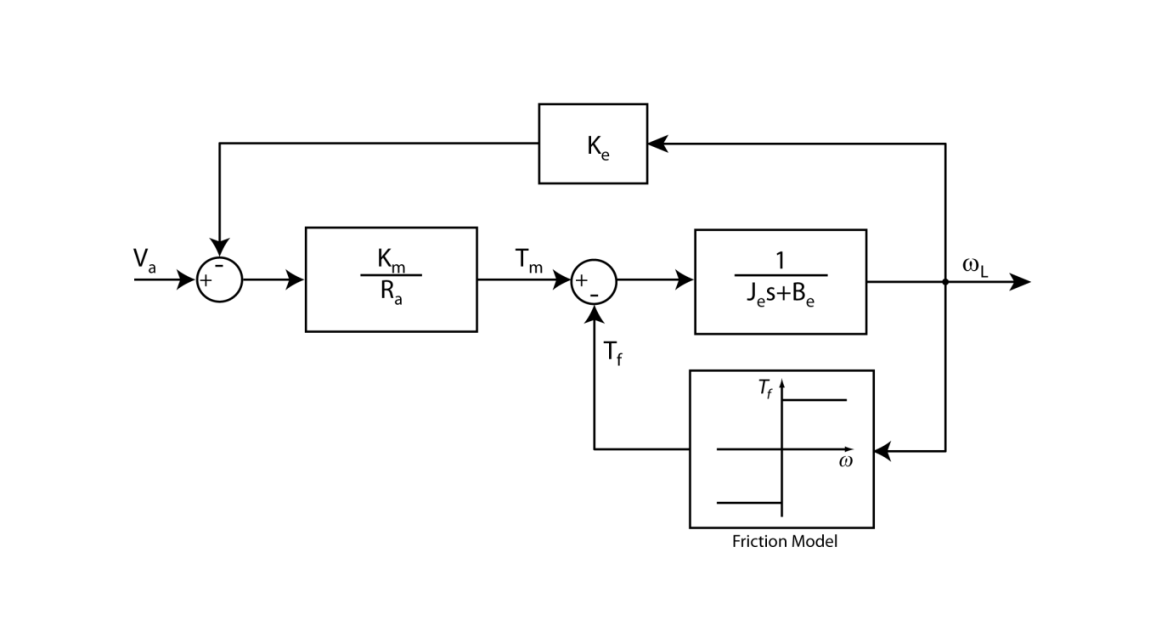 Ke
Va
-
+
Km
Ra
Tm
+
-
1
Jes+Be
ωL
Tf
Tf
ω
Friction Model